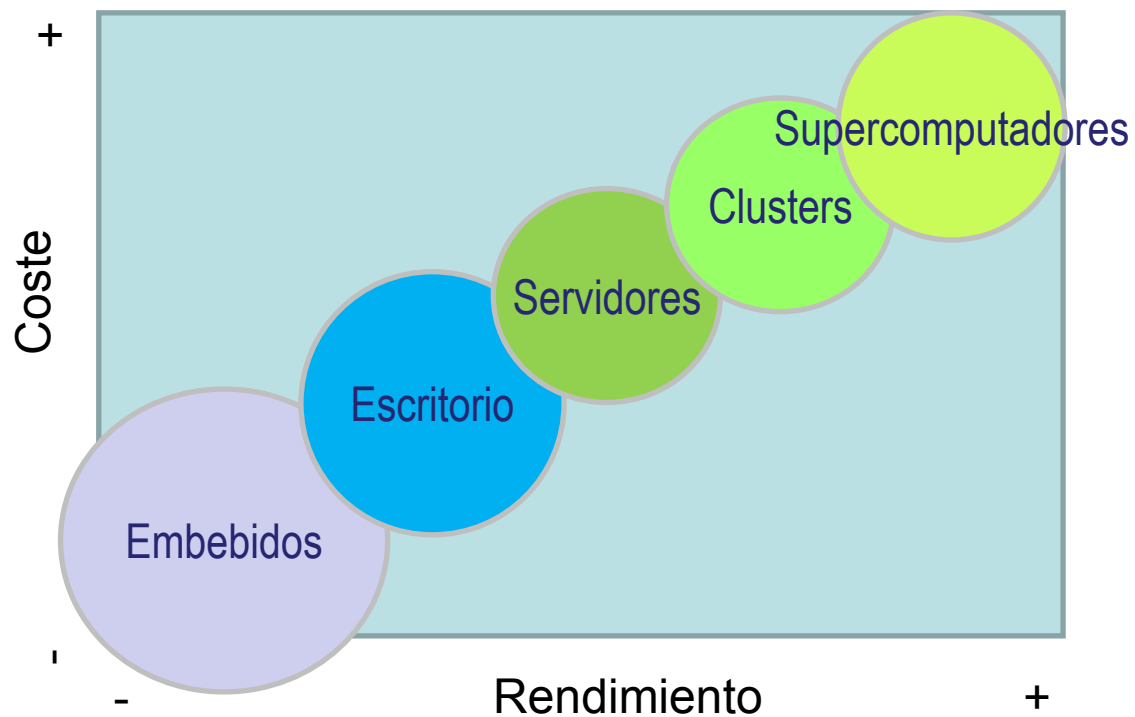 +
Supercomputadores
Clusters
Coste
Servidores
Escritorio
Embebidos
-
- Rendimiento +